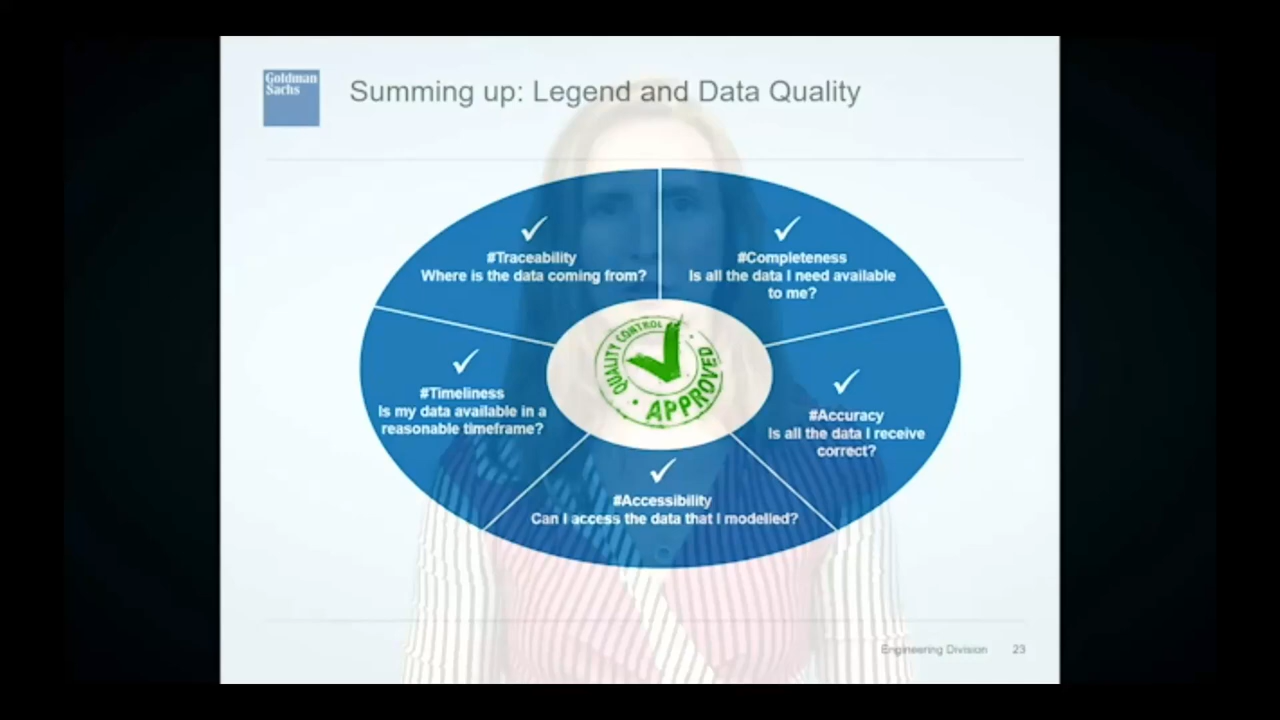 Goldman
Sachs
Summing up: Legend and Data Quality
#Traceability
Where is the data coming from?
#Completeness
Is all the data I need available
to me?
QUALITY CONTROL
APPROVED
#Timeliness
Is my data available in a
reasonable timeframe?
#Accuracy
Is all the data I receive
correct?
#Accessibility
Can I access the data that I modelled?
Engineering Division 23